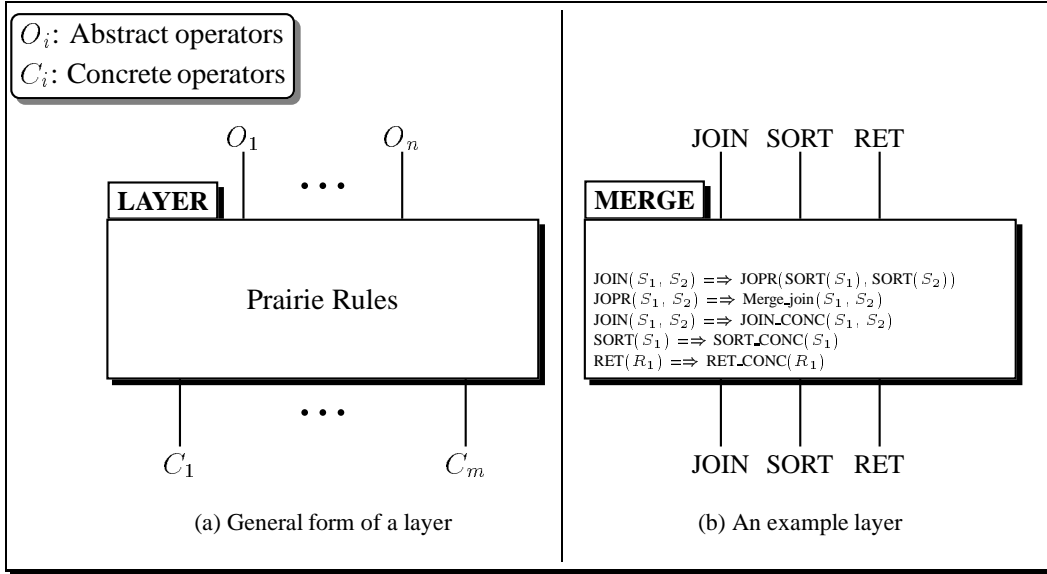 O_i: Abstract operators
C_i: Concrete operators
O_1 ... O_n
LAYER
Prairie Rules
... 
C_1 C_m
(a) General form of a layer
JOIN SORT RET
MERGE
JOIN(S_1, S_2) ==> JOPR(SORT(S_1), SORT(S_2))
JOPR(S_1, S_2) ==> Merge_join(S_1, S_2)
JOIN(S_1, S_2) ==> JOIN_CONC(S_1, S_2)
SORT(S_1) ==> SORT_CONC(S_1)
RET(R_1) ==> RET_CONC(R_1)
JOIN SORT RET
(b) An example layer